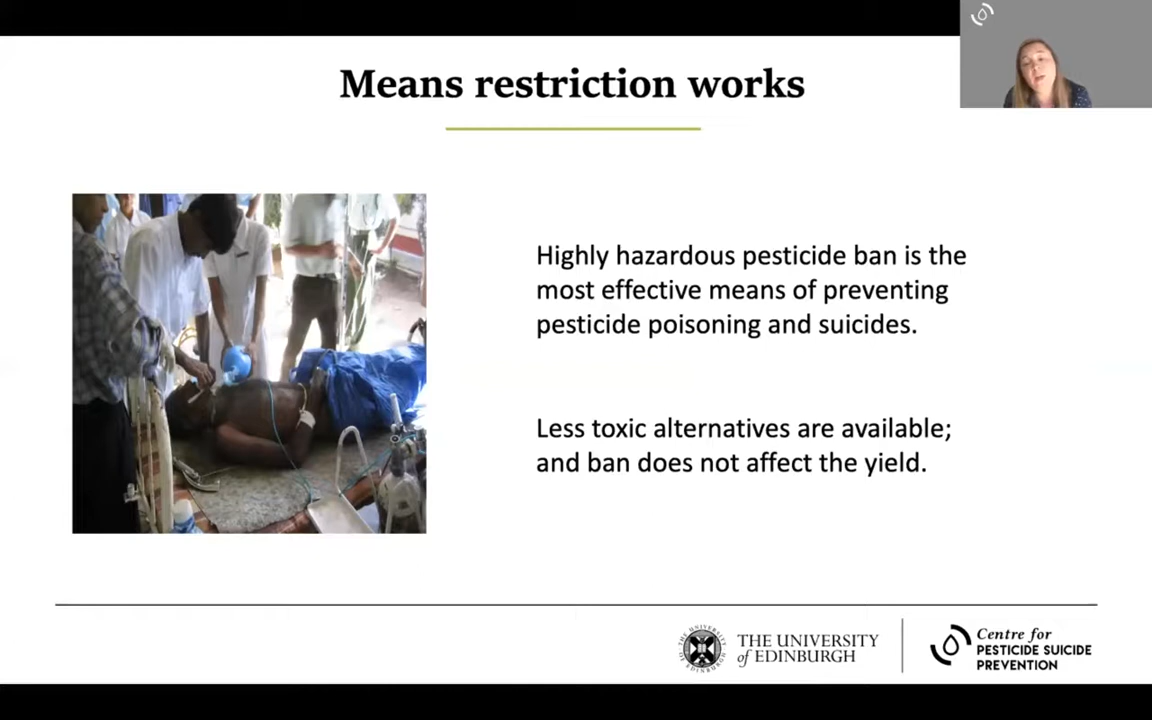 Means restriction works
Highly hazardous pesticide ban is the
most effective means of preventing
pesticide poisoning and suicides.
Less toxic alternatives are available;
and ban does not affect the yield.
THE UNIVERSITY
of EDINBURGH
Centre for
PESTICIDE SUICIDE
PREVENTION